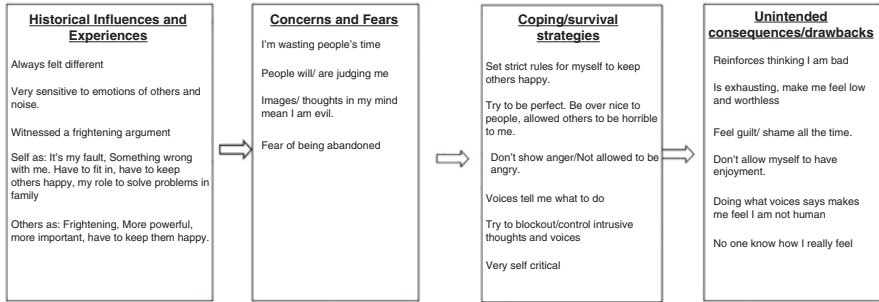 Historical Influences and
Experiences
Always felt different
Very sensitive to emotions of others and
noise.
Witnessed a frightening argument
Self as: It's my fault, Something wrong
with me. Have to fit in, have to keep
others happy, my role to solve problems in
family
Others as: Frightening, More powerful,
more important, have to keep them happy.
Concerns and Fears
I'm wasting people's time
People will/ are judging me
Images/ thoughts in my mind
mean I am evil.
Fear of being abandoned
Coping/survival
strategies
Set strict rules for myself to keep
others happy.
Try to be perfect. Be over nice to
people, allowed others to be horrible
to me.
Don't show anger/Not allowed to be
angry.
Voices tell me what to do
Try to blockout/control intrusive
thoughts and voices
Very self critical
Unintended
consequences/drawbacks
Reinforces thinking I am bad
Is exhausting, make me feel low
and worthless
Feel guilt/ shame all the time.
Don't allow myself to have
enjoyment.
Doing what voices says makes
me feel I am not human
No one know how I really feel